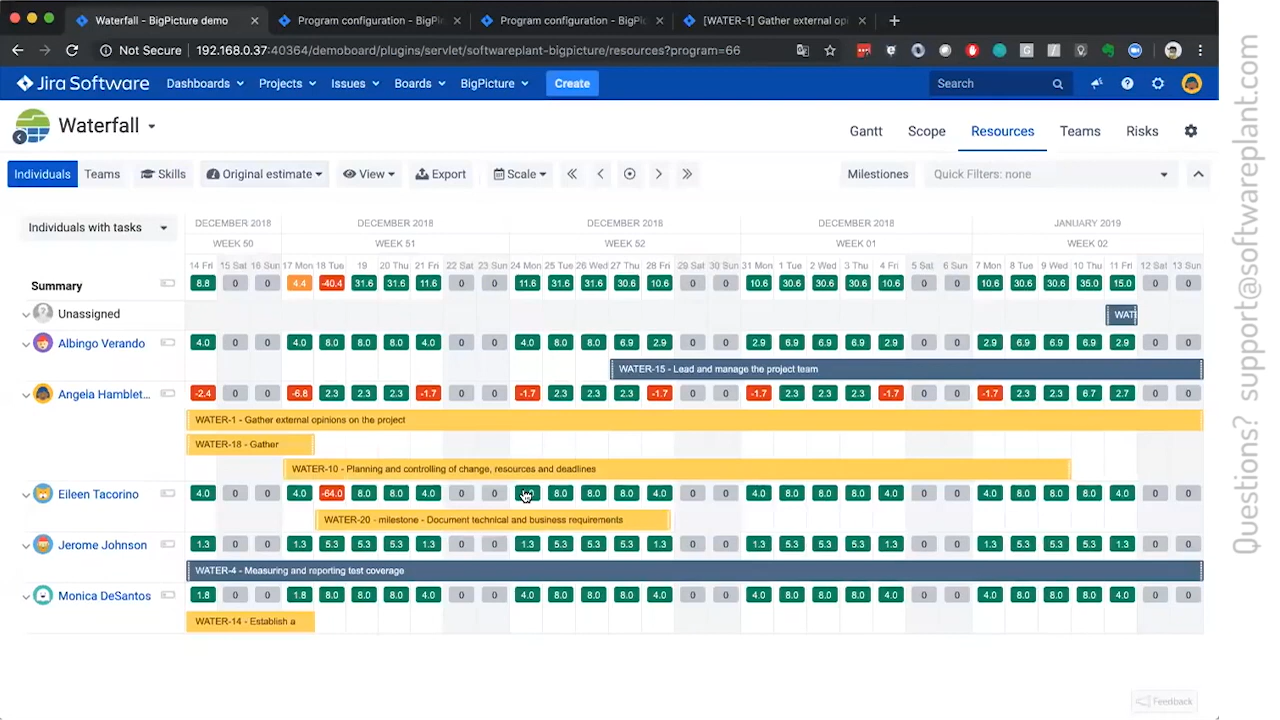 Waterfall - BigPicture demo
Program configuration - BigPi
Program configuration - BigPic
[WATER-1] Gather external opi
Not Secure
192.168.0.37:40364/demoboard/plugins/servlet/softwareplant-bigpicture/resources?program=66
Jira Software
Dashboards
Projects
Issues
Boards
BigPicture
Create
Search
Waterfall
Gantt
Scope
Resources
Teams
Risks
Individuals
Teams
Skills
Original estimate
View
Export
Scale
Milestones
Quick Filters: none
Individuals with tasks
DECEMBER 2018 DECEMBER 2018 DECEMBER 2018 DECEMBER 2018 JANUARY 2019
WEEK 50 WEEK 51 WEEK 52 WEEK 01 WEEK 02
14 Fri 15 Sat 16 Sun 17 Mon 18 Tue 19 20 Thu 21 Fri 22 Sat 23 Sun 24 Mon 25 Tue 26 Wed 27 Thu 28 Fri 29 Sat 30 Sun 31 Mon 1 Tue 2 Wed 3 Thu 4 Fri 5 Sat 6 Sun 7 Mon 8 Tue 9 Wed 10 Thu 11 Fri 12 Sat 13 Sun
Summary 8.8 0 0 4.4 -40.4 31.6 31.6 11.6 0 0 11.6 31.6 31.6 30.6 10.6 0 0 10.6 30.6 30.6 30.6 10.6 0 0 10.6 30.6 30.6 35.0 15.0 0 0
Unassigned
WAT
Albingo Verando 4.0 0 0 4.0 8.0 8.0 8.0 4.0 0 0 4.0 8.0 8.0 6.9 2.9 0 0 2.9 6.9 6.9 6.9 2.9 0 0 2.9 6.9 6.9 6.9 2.9 0 0
WATER-15 - Lead and manage the project team
Angela Hamblet... -2.4 0 0 -6.8 2.3 2.3 2.3 -1.7 0 0 -1.7 2.3 2.3 2.3 -1.7 0 0 -1.7 2.3 2.3 2.3 -1.7 0 0 -1.7 2.3 2.3 6.7 2.7 0 0
WATER-1 - Gather external opinions on the project
WATER-18 - Gather
WATER-10 - Planning and controlling of change, resources and deadlines
Eileen Tacorino 4.0 0 0 4.0 -64.0 8.0 8.0 4.0 0 0 8.0 8.0 8.0 4.0 0 0 4.0 8.0 8.0 8.0 4.0 0 0 4.0 8.0 8.0 8.0 4.0 0 0
WATER-20 - milestone - Document technical and business requirements
Jerome Johnson 1.3 0 0 1.3 5.3 5.3 5.3 1.3 0 0 1.3 5.3 5.3 5.3 1.3 0 0 1.3 5.3 5.3 5.3 1.3 0 0 1.3 5.3 5.3 5.3 1.3 0 0
WATER-4 - Measuring and reporting test coverage
Monica DeSantos 1.8 0 0 1.8 8.0 8.0 8.0 4.0 0 0 4.0 8.0 8.0 8.0 4.0 0 0 4.0 8.0 8.0 8.0 4.0 0 0 4.0 8.0 8.0 8.0 4.0 0 0
WATER-14 - Establish a
Feedback
Questions? support@softwareplant.com